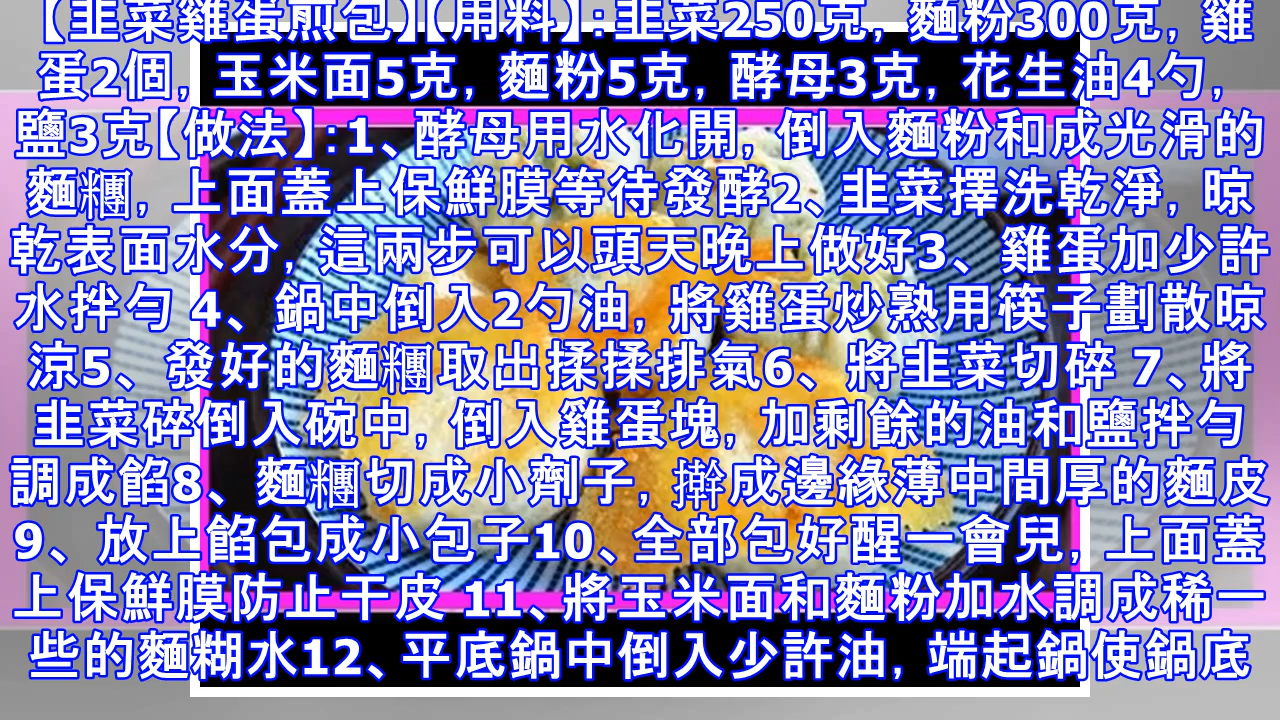 【韭菜雞蛋煎包】【用料】:韭菜250克, 麵粉300克, 雞
蛋2個, 玉米面5克, 麵粉5克, 酵母3克, 花生油4勺,
鹽3克【做法】:1、酵母用水化開, 倒入麵粉和成光滑的
麵糰, 上面蓋上保鮮膜等待發酵2、韭菜擇洗乾淨, 晾
乾表面水分, 這兩步可以頭天晚上做好3、雞蛋加少許
水拌勻 4、鍋中倒入2勺油, 將雞蛋炒熟用筷子劃散晾
涼5、發好的麵糰取出揉揉排氣6、將韭菜切碎 7、將
韭菜碎倒入碗中, 倒入雞蛋塊, 加剩餘的油和鹽拌勻
調成餡8、麵糰切成小劑子, 擀成邊緣薄中間厚的麵皮
9、放上餡包成小包子10、全部包好醒一會兒, 上面蓋
上保鮮膜防止干皮 11、將玉米面和麵粉加水調成稀一
些的麵糊水12、平底鍋中倒入少許油, 端起鍋使鍋底